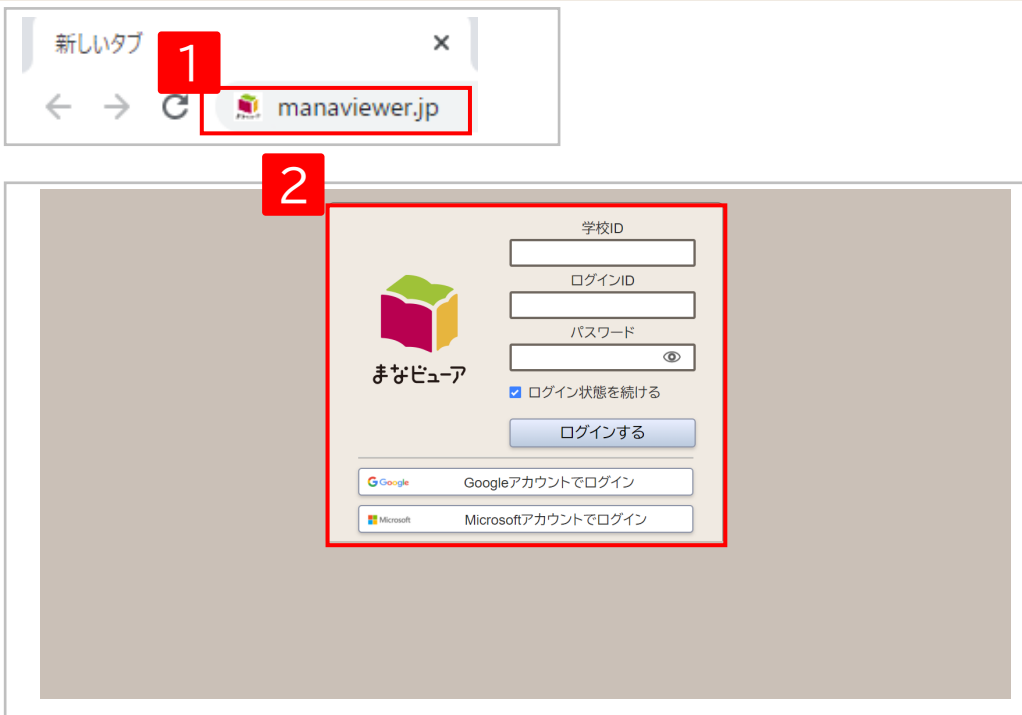 新しいタブ
1
manaviewer.jp
2
学校ID
ログインID
パスワード
まなビューア
ログイン状態を続ける
ログインする
Google Googleアカウントでログイン
Microsoft Microsoftアカウントでログイン